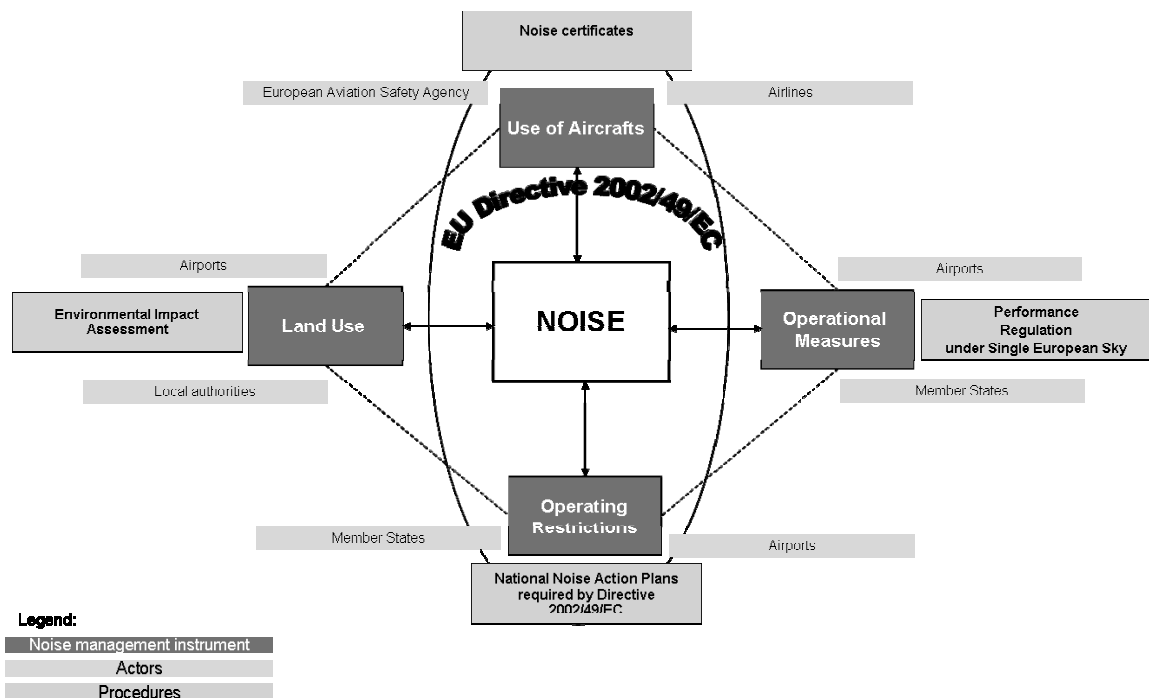 Noise certificates
European Aviation Safety Agency
Airlines
Use of Aircrafts
EU Directive 2002/49/EC
Airports
Airports
Environmental Impact
Assessment
Land Use
NOISE
Operational
Measures
Performance
Regulation
under Single European Sky
Local authorities
Member States
Operating
Restrictions
Member States
Airports
National Noise Action Plans
required by Directive
2002/49/EC
Legend:
Noise management instrument
Actors
Procedures